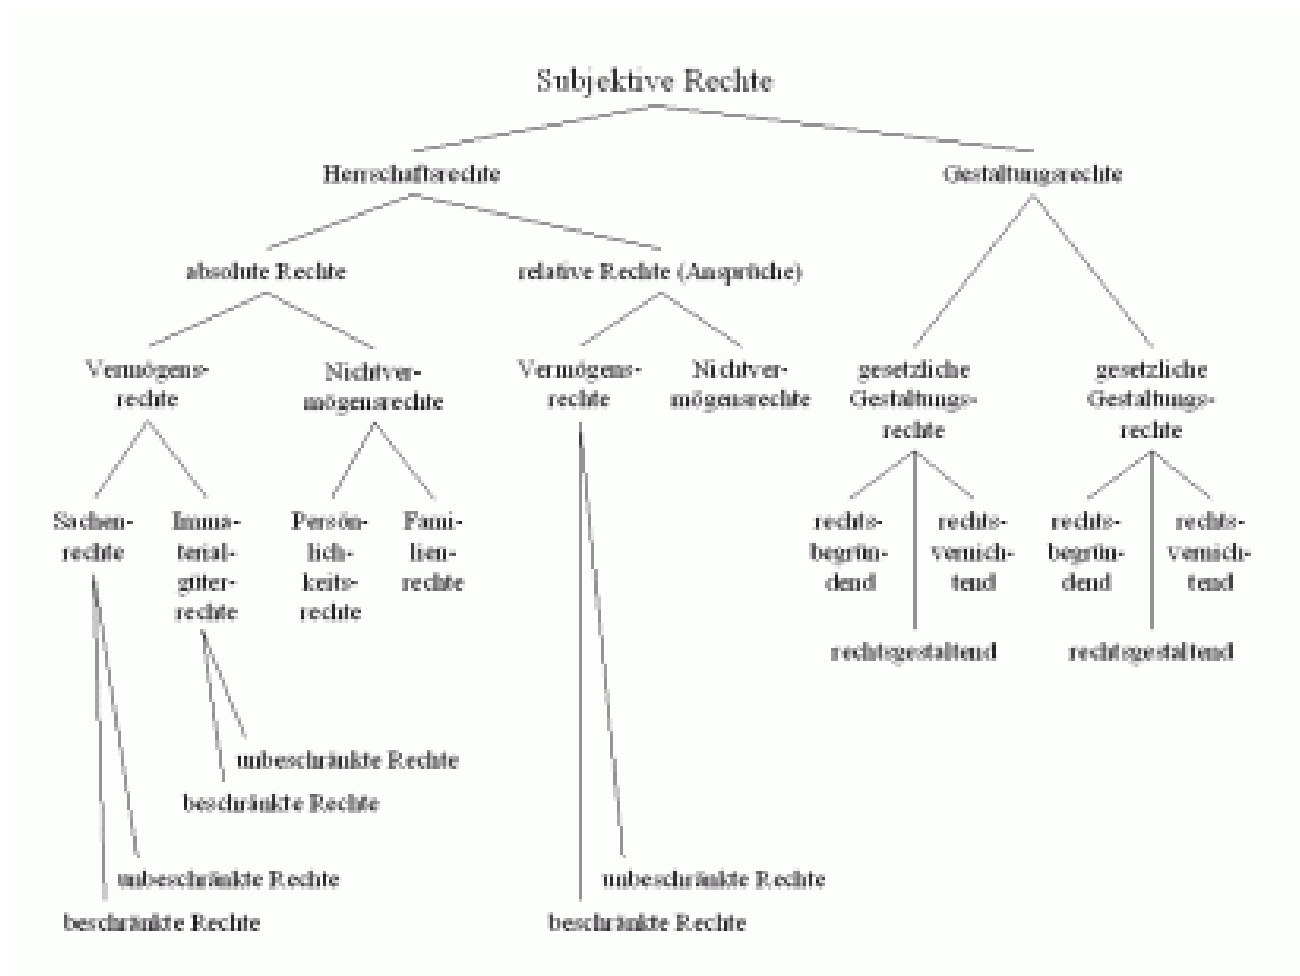 Subjektive Rechte
Herrschaftsrechte
Gestaltungsrechte
absolute Rechte
relative Rechte (Ansprüche)
Vermögens-
rechte
Nichtver-
mögensrechte
Vermögens-
rechte
Nichtver-
mögensrechte
gesetzliche
Gestaltungs-
rechte
gesetzliche
Gestaltungs-
rechte
Sachen-
rechte
Imma-
terial-
güter-
rechte
Persön-
lich-
keits-
rechte
Fami-
lien-
rechte
rechts-
begrün-
dend
rechts-
vernich-
tend
rechts-
begrün-
dend
rechts-
vernich-
tend
rechtsgestaltend
rechtsgestaltend
unbeschränkte Rechte
beschränkte Rechte
unbeschränkte Rechte
unbeschränkte Rechte
beschränkte Rechte
beschränkte Rechte